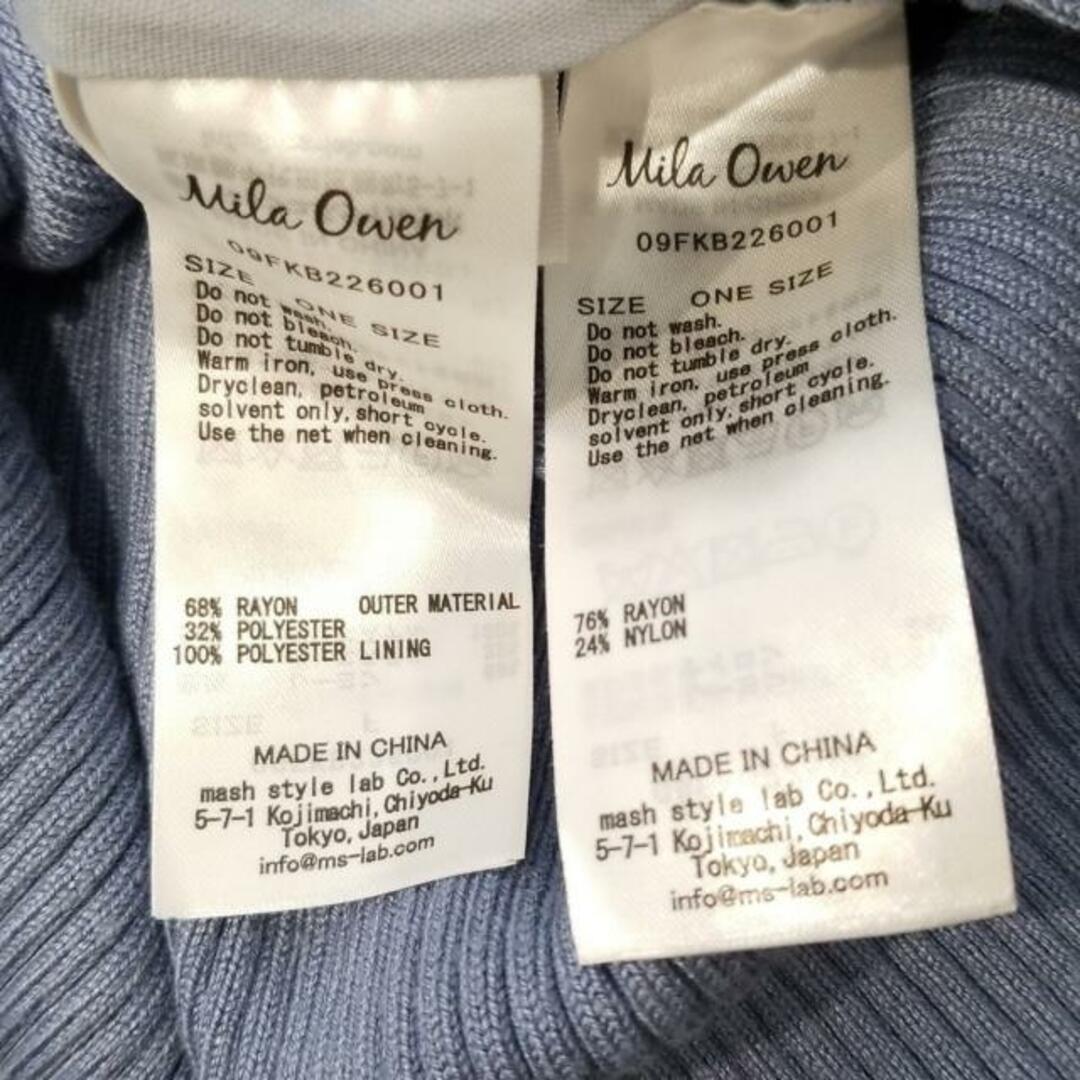 Mila Owen
09FKB226001
SIZE ONE SIZE
Do not wash.
Do not bleach.
Do not tumble dry.
Warm iron, use press cloth.
Dryclean, petroleum
solvent only, short cycle.
Use the net when cleaning.
68% RAYON OUTER MATERIAL
32% POLYESTER
100% POLYESTER LINING
MADE IN CHINA
mash style lab Co.,Ltd.
5-7-1 Kojimachi, Chiyoda-Ku
Tokyo, Japan
info@ms-lab.com
Mila Owen
09FKB226001
SIZE ONE SIZE
Do not wash.
Do not bleach.
Do not tumble dry.
Warm iron, use press cloth.
Dryclean, petroleum
solvent only, short cycle.
Use the net when cleaning.
76% RAYON
24% NYLON
MADE IN CHINA
mash style lab Co.,Ltd.
5-7-1 Kojimachi, Chiyoda-Ku
Tokyo, Japan
info@ms-lab.com